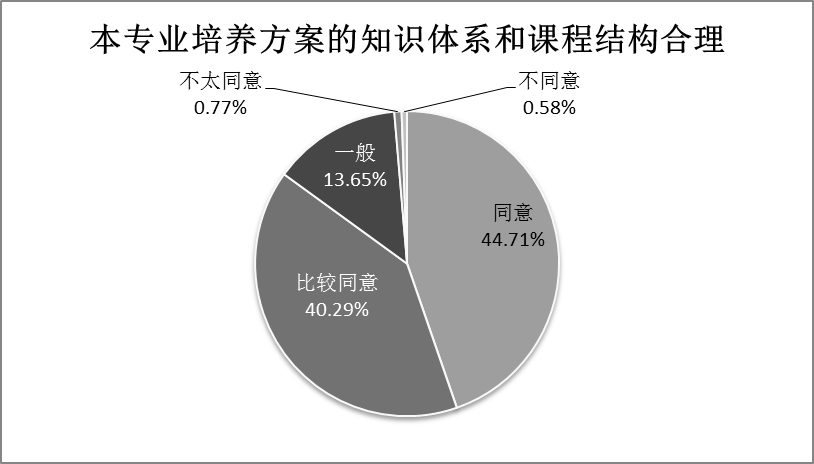 本专业培养方案的知识体系和课程结构合理
不太同意
0.77%
不同意
0.58%
一般
13.65%
同意
44.71%
比较同意
40.29%